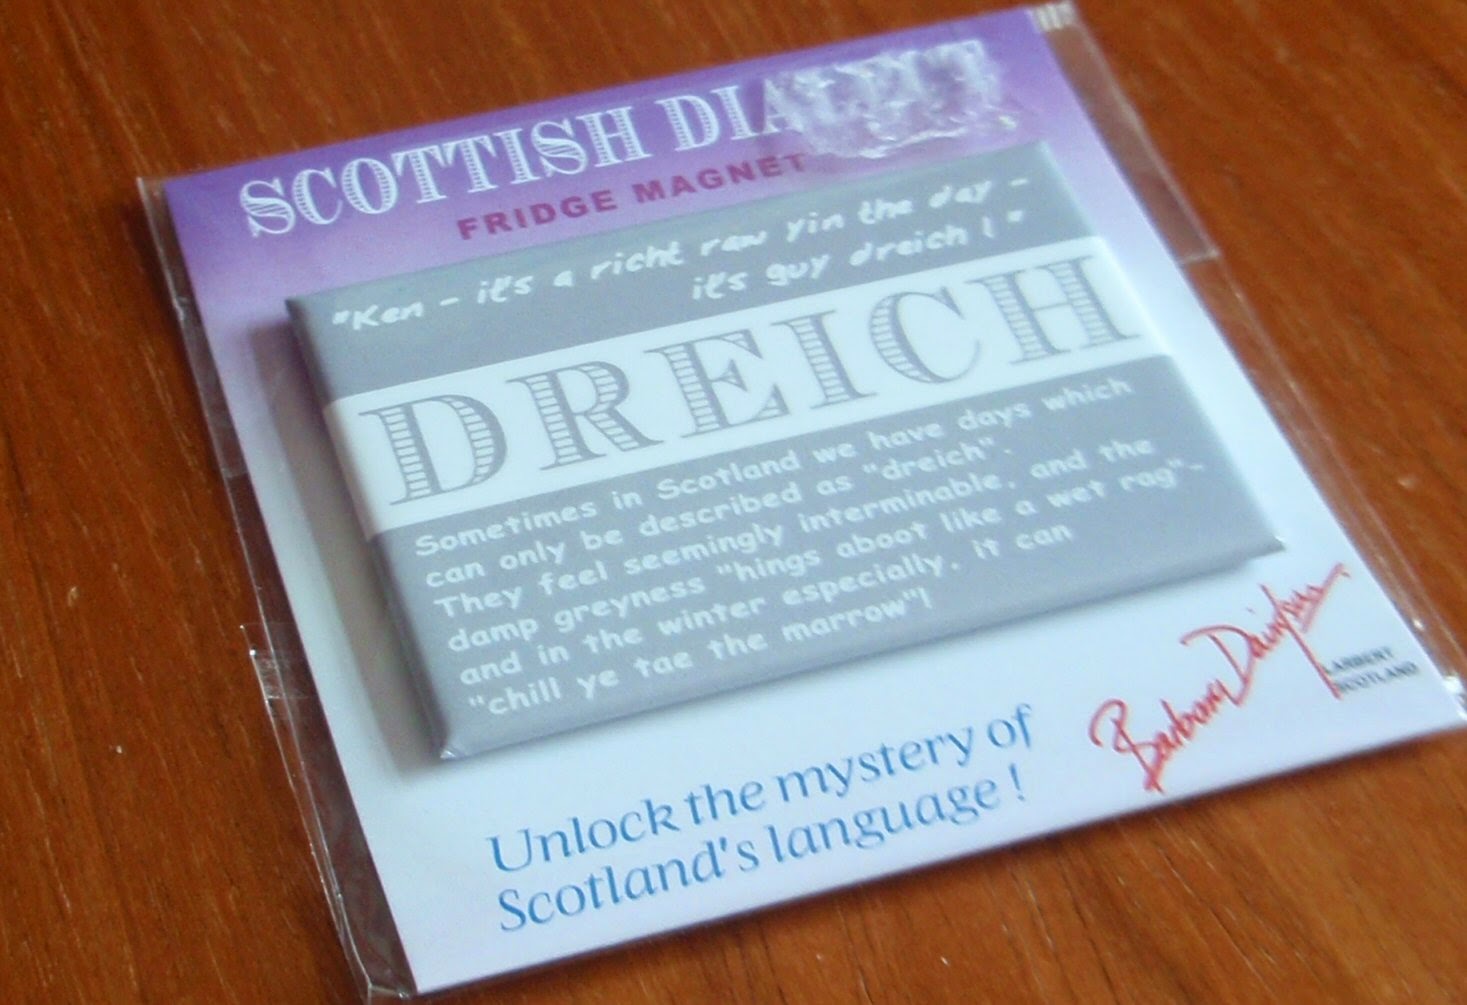 SCOTTISH DIALECT
FRIDGE MAGNET
"Ken - it's a richt raw yin the day -
it's guy dreich ! "
DREICH
Sometimes in Scotland we have days which
can only be described as "dreich".
They feel seemingly interminable, and the
damp greyness "hings aboot like a wet rag"-
and in the winter especially, it can
"chill ye tae the marrow"!
Unlock the mystery of
Scotland's language !
Barbara
LAMBERT
SCOTLAND